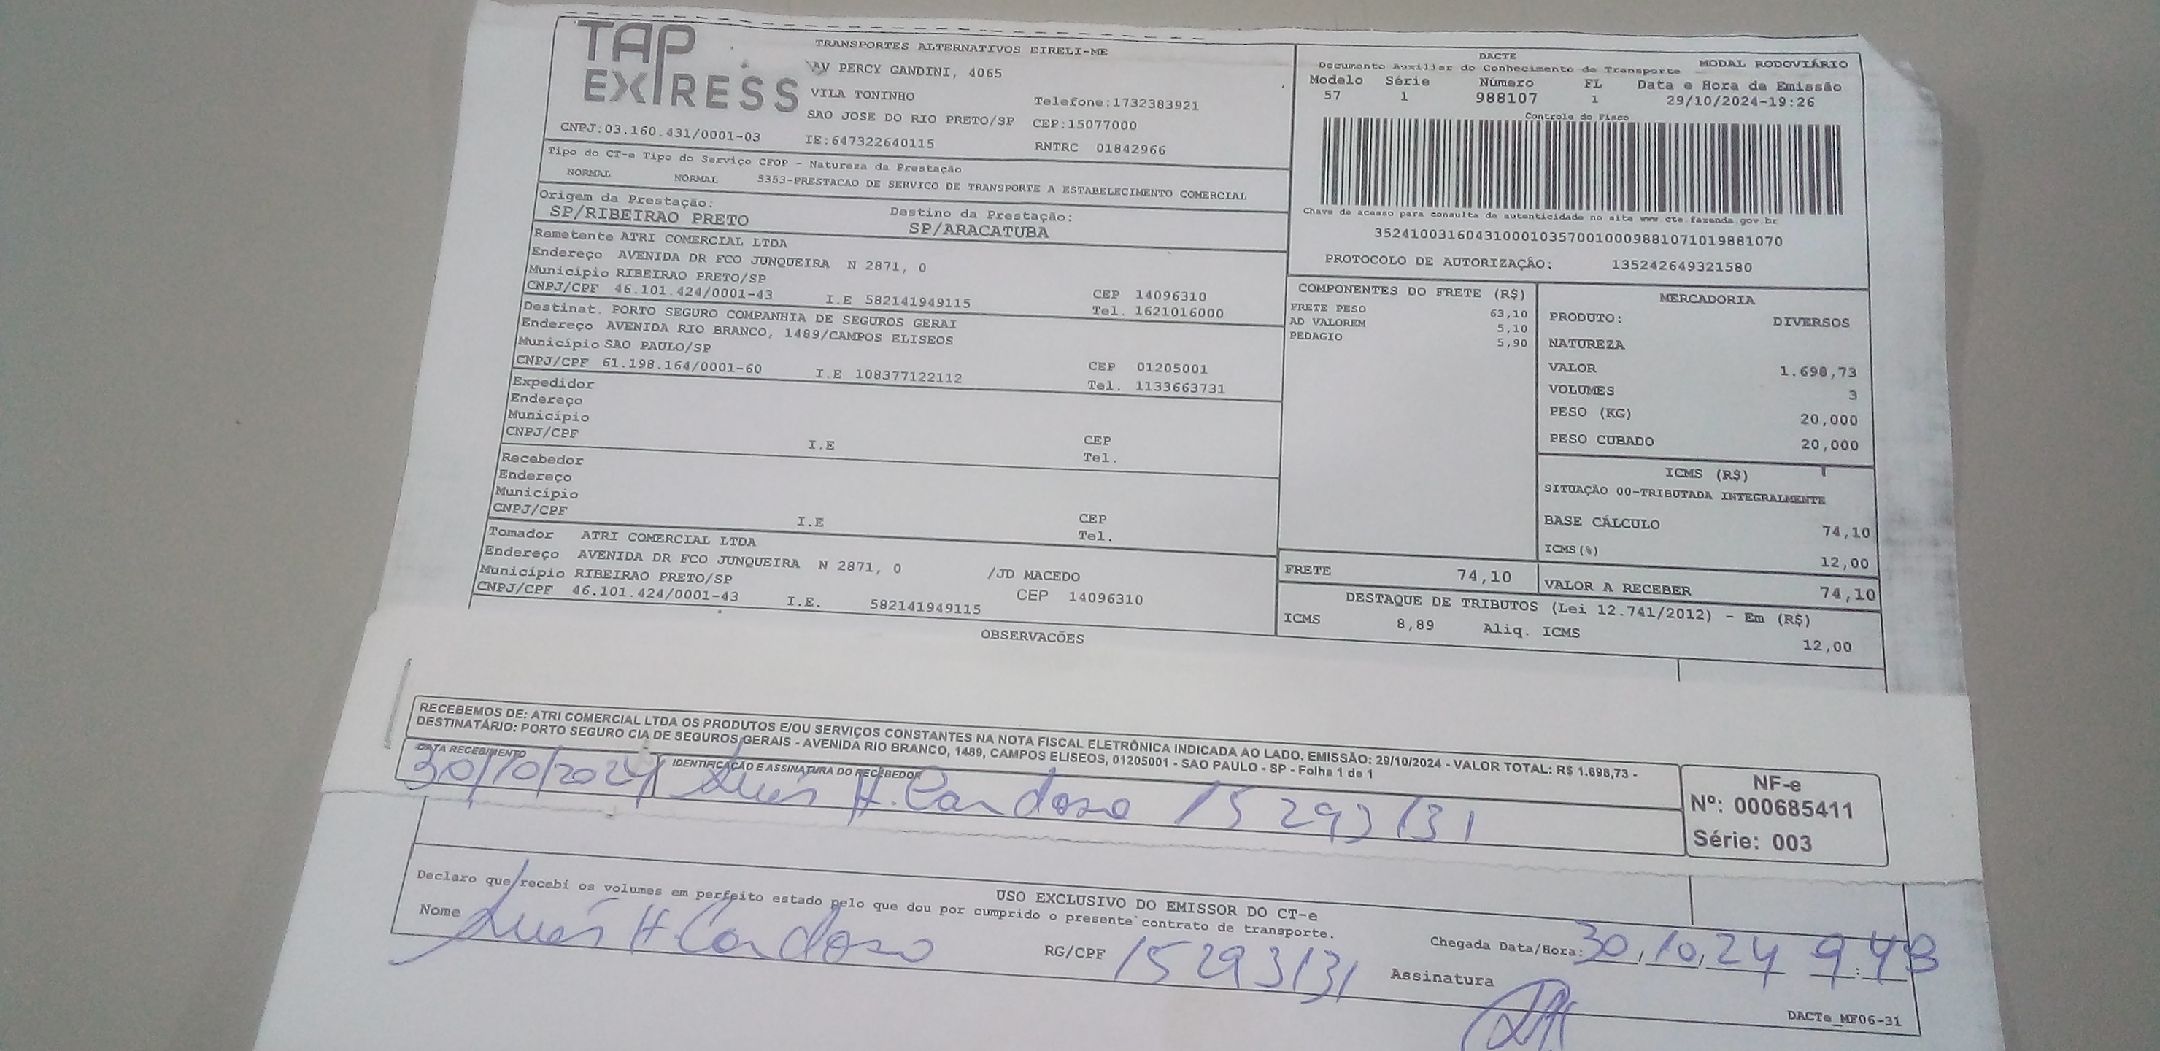 TAP EXPRESS
TRANSPORTES ALTERNATIVOS EIRELI-ME
AV PERCY GANDINI, 4065
VILA TONINHO
Telefone:1732383921
SAO JOSE DO RIO PRETO/SP CEP:15077000
CNPJ:03.160.431/0001-03 IE:647322640115 RNTRC 01842966
Tipo do CT-e Tipo do Serviço CFOP - Natureza da Prestação
NORMAL NORMAL 5353-PRESTACAO DE SERVICO DE TRANSPORTE A ESTABELECIMENTO COMERCIAL
Origem da Prestação: Destino da Prestação:
SP/RIBEIRAO PRETO SP/ARACATUBA
Remetente ATRI COMERCIAL LTDA
Endereço AVENIDA DR FCO JUNQUEIRA N 2871, 0
Município RIBEIRAO PRETO/SP CEP 14096310
CNPJ/CPF 46.101.424/0001-43 I.E 582141949115 Tel. 1621016000
Destinat. PORTO SEGURO COMPANHIA DE SEGUROS GERAI
Endereço AVENIDA RIO BRANCO, 1489/CAMPOS ELISEOS
Município SAO PAULO/SP CEP 01205001
CNPJ/CPF 61.198.164/0001-60 I.E 108377122112 Tel. 1133663731
Expedidor
Endereço
Município CEP
CNPJ/CPF I.E Tel.
Recebedor
Endereço
Município CEP
CNPJ/CPF I.E Tel.
Tomador ATRI COMERCIAL LTDA
Endereço AVENIDA DR FCO JUNQUEIRA N 2871, 0 /JD MACEDO
Município RIBEIRAO PRETO/SP CEP 14096310
CNPJ/CPF 46.101.424/0001-43 I.E. 582141949115
OBSERVACÕES
DACTE MODAL RODOVIÁRIO
Documento Auxiliar do Conhecimento de Transporte
Modelo Série Número FL Data e Hora de Emissão
57 1 988107 1 29/10/2024-19:26
Controle do Fisco
Chave de acesso para consulta de autenticidade no site www.cte.fazenda.gov.br
35241003160431000103570010009881071019881070
PROTOCOLO DE AUTORIZAÇÃO: 135242649321580
COMPONENTES DO FRETE (R$)
FRETE PESO 63,10
AD VALOREM 5,10
PEDAGIO 5,90
MERCADORIA
PRODUTO: DIVERSOS
NATUREZA
VALOR 1.698,73
VOLUMES 3
PESO (KG) 20,000
PESO CUBADO 20,000
ICMS (R$)
SITUAÇÃO 00-TRIBUTADA INTEGRALMENTE
BASE CÁLCULO 74,10
ICMS(%) 12,00
FRETE 74,10 VALOR A RECEBER 74,10
DESTAQUE DE TRIBUTOS (Lei 12.741/2012) - Em (R$)
ICMS 8,89 Aliq. ICMS 12,00
RECEBEMOS DE: ATRI COMERCIAL LTDA OS PRODUTOS E/OU SERVIÇOS CONSTANTES NA NOTA FISCAL ELETRÔNICA INDICADA AO LADO. EMISSÃO: 29/10/2024 - VALOR TOTAL: R$ 1.698,73 -
DESTINATÁRIO: PORTO SEGURO CIA DE SEGUROS GERAIS - AVENIDA RIO BRANCO, 1489, CAMPOS ELISEOS, 01205001 - SAO PAULO - SP - Folha 1 de 1
DATA RECEBIMENTO IDENTIFICAÇÃO E ASSINATURA DO RECEBEDOR
30/10/2024 Luis H. Cardoso 15 293131
NF-e
Nº: 000685411
Série: 003
USO EXCLUSIVO DO EMISSOR DO CT-e
Declaro que recebi os volumes em perfeito estado pelo que dou por cumprido o presente contrato de transporte.
Nome Luis H. Cardoso RG/CPF 15293131 Chegada Data/Hora: 30,10,24 9:48
Assinatura
DACTe_MF06-31